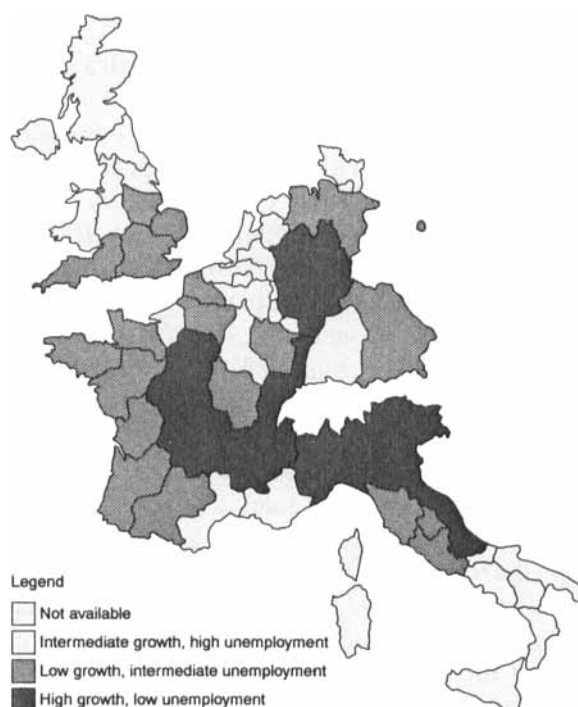 Legend
Not available
Intermediate growth, high unemployment
Low growth, intermediate unemployment
High growth, low unemployment